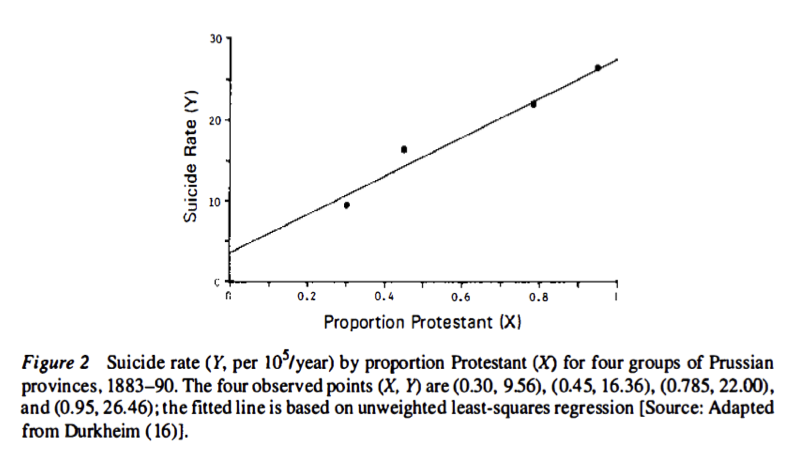 30
20
10
Suicide Rate (Y)
0.2 0.4 0.6 0.8 1
Proportion Protestant (X)
Figure 2 Suicide rate (Y, per 10⁵/year) by proportion Protestant (X) for four groups of Prussian
provinces, 1883–90. The four observed points (X, Y) are (0.30, 9.56), (0.45, 16.36), (0.785, 22.00),
and (0.95, 26.46); the fitted line is based on unweighted least-squares regression [Source: Adapted
from Durkheim (16)].